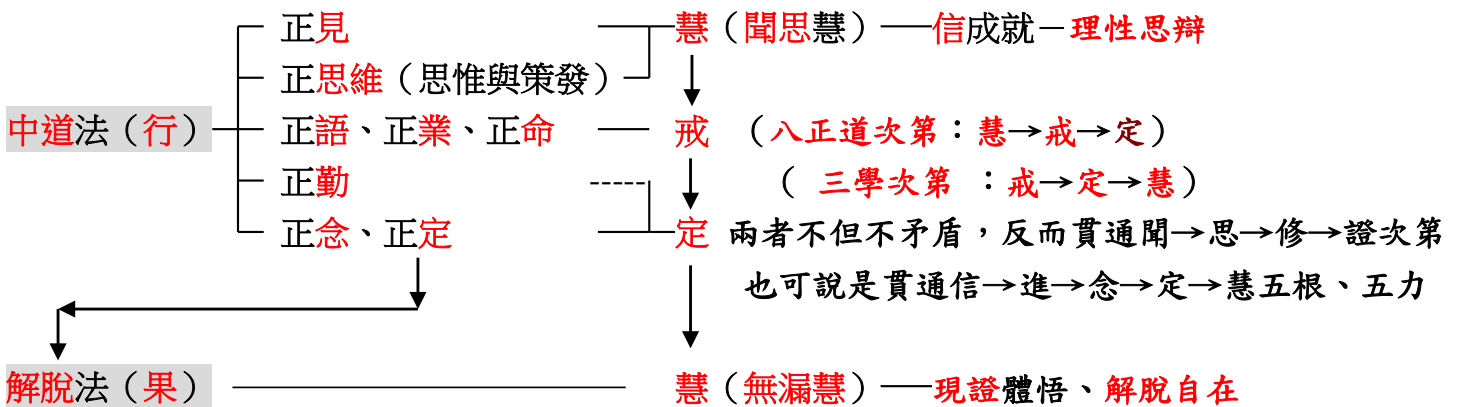 正見 慧（聞思慧）信成就－理性思辯
正思維（思惟與策發）
中道法（行） 正語、正業、正命 戒 （八正道次第：慧→戒→定）
正勤 （ 三學次第 ：戒→定→慧）
正念、正定 定 兩者不但不矛盾，反而貫通聞→思→修→證次第
也可說是貫通信→進→念→定→慧五根、五力
解脫法（果） 慧（無漏慧） 現證體悟、解脫自在